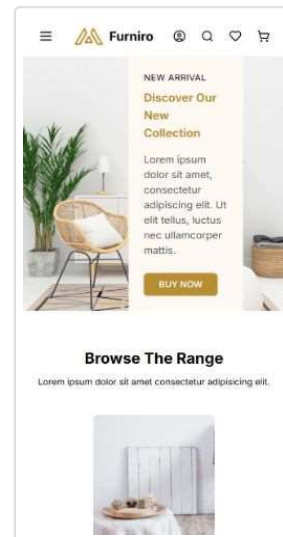 Furniro
NEW ARRIVAL
Discover Our
New
Collection
Lorem ipsum
dolor sit amet,
consectetur
adipiscing elit. Ut
elit tellus, luctus
nec ullamcorper
mattis.
BUY NOW
Browse The Range
Lorem ipsum dolor sit amet consectetur adipisicing elit.